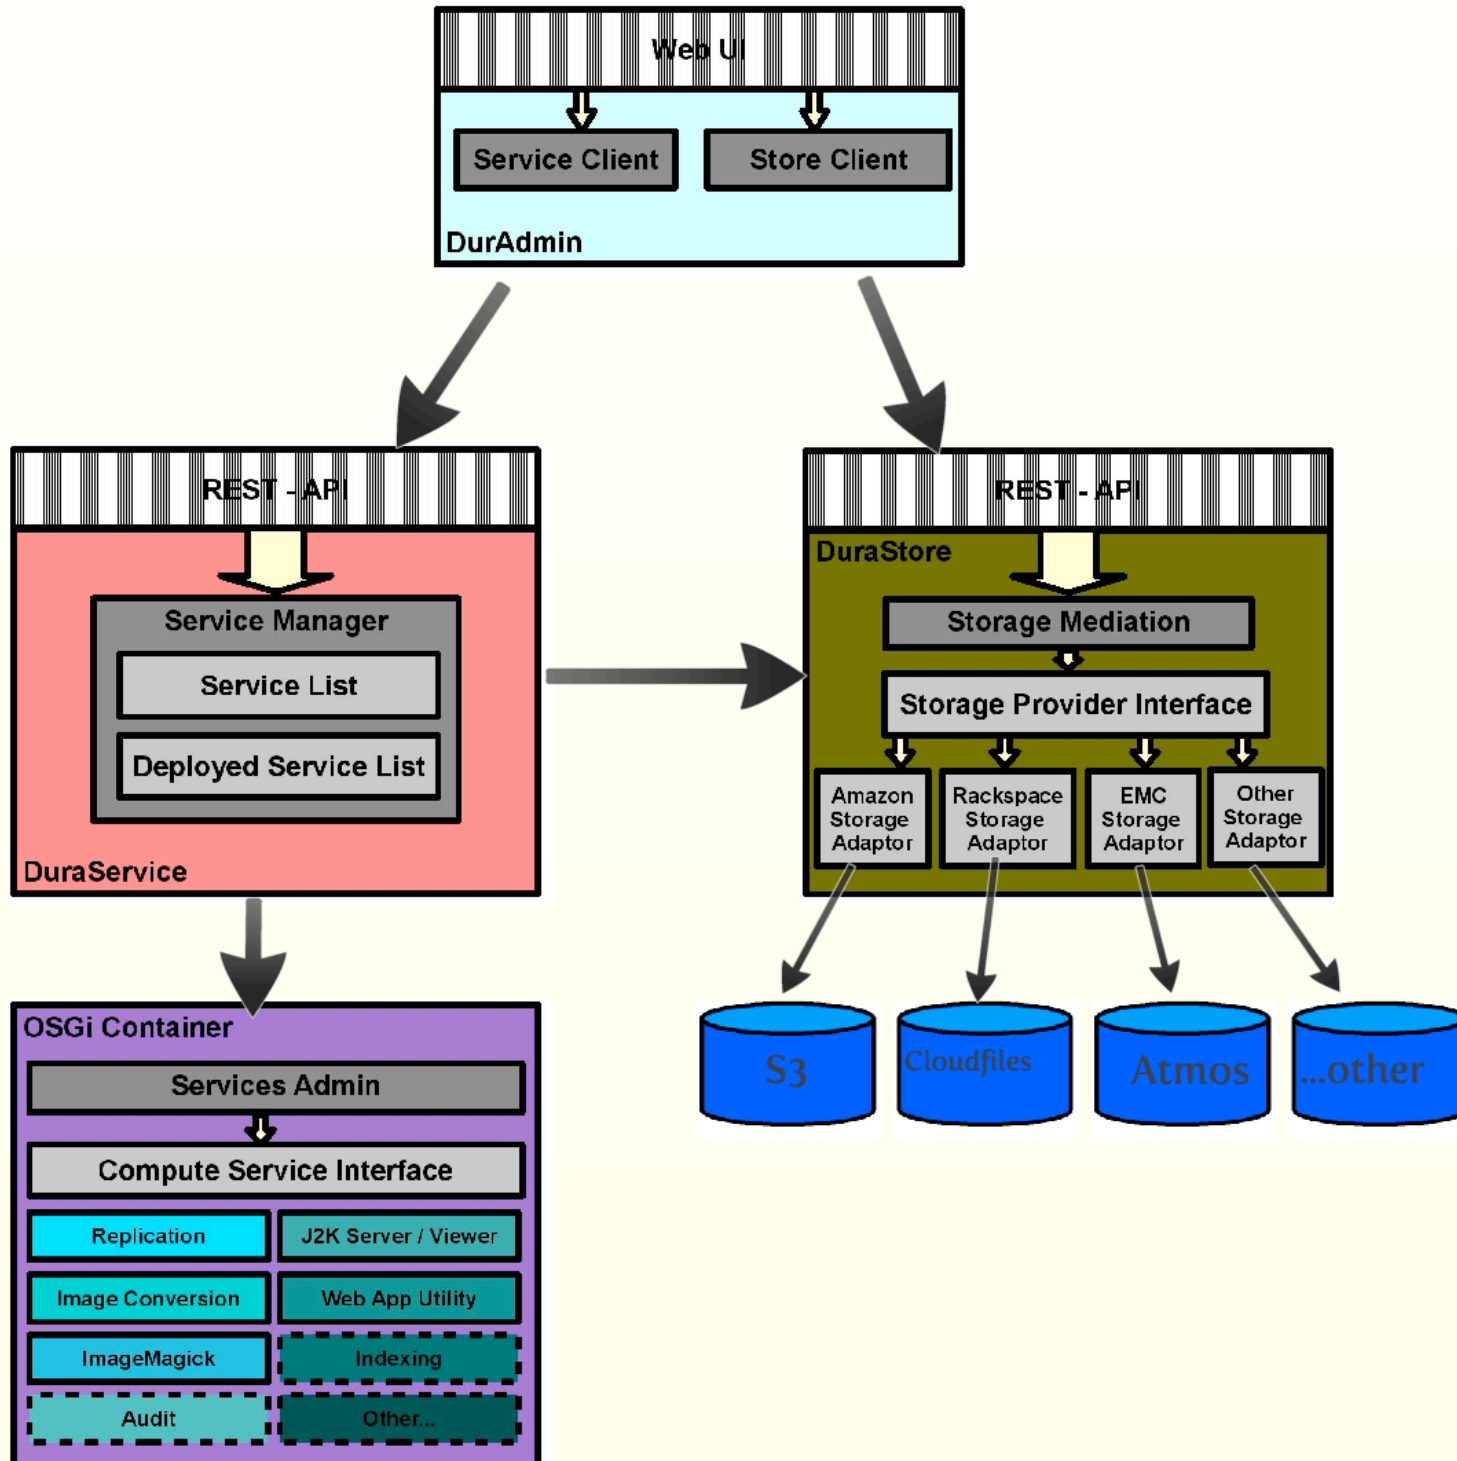 Web UI
Service Client
Store Client
DurAdmin
REST - API
Service Manager
Service List
Deployed Service List
DuraService
REST - API
DuraStore
Storage Mediation
Storage Provider Interface
Amazon
Storage
Adaptor
Rackspace
Storage
Adaptor
EMC
Storage
Adaptor
Other
Storage
Adaptor
S3
Cloudfiles
Atmos
...other
OSGi Container
Services Admin
Compute Service Interface
Replication
J2K Server / Viewer
Image Conversion
Web App Utility
ImageMagick
Indexing
Audit
Other...